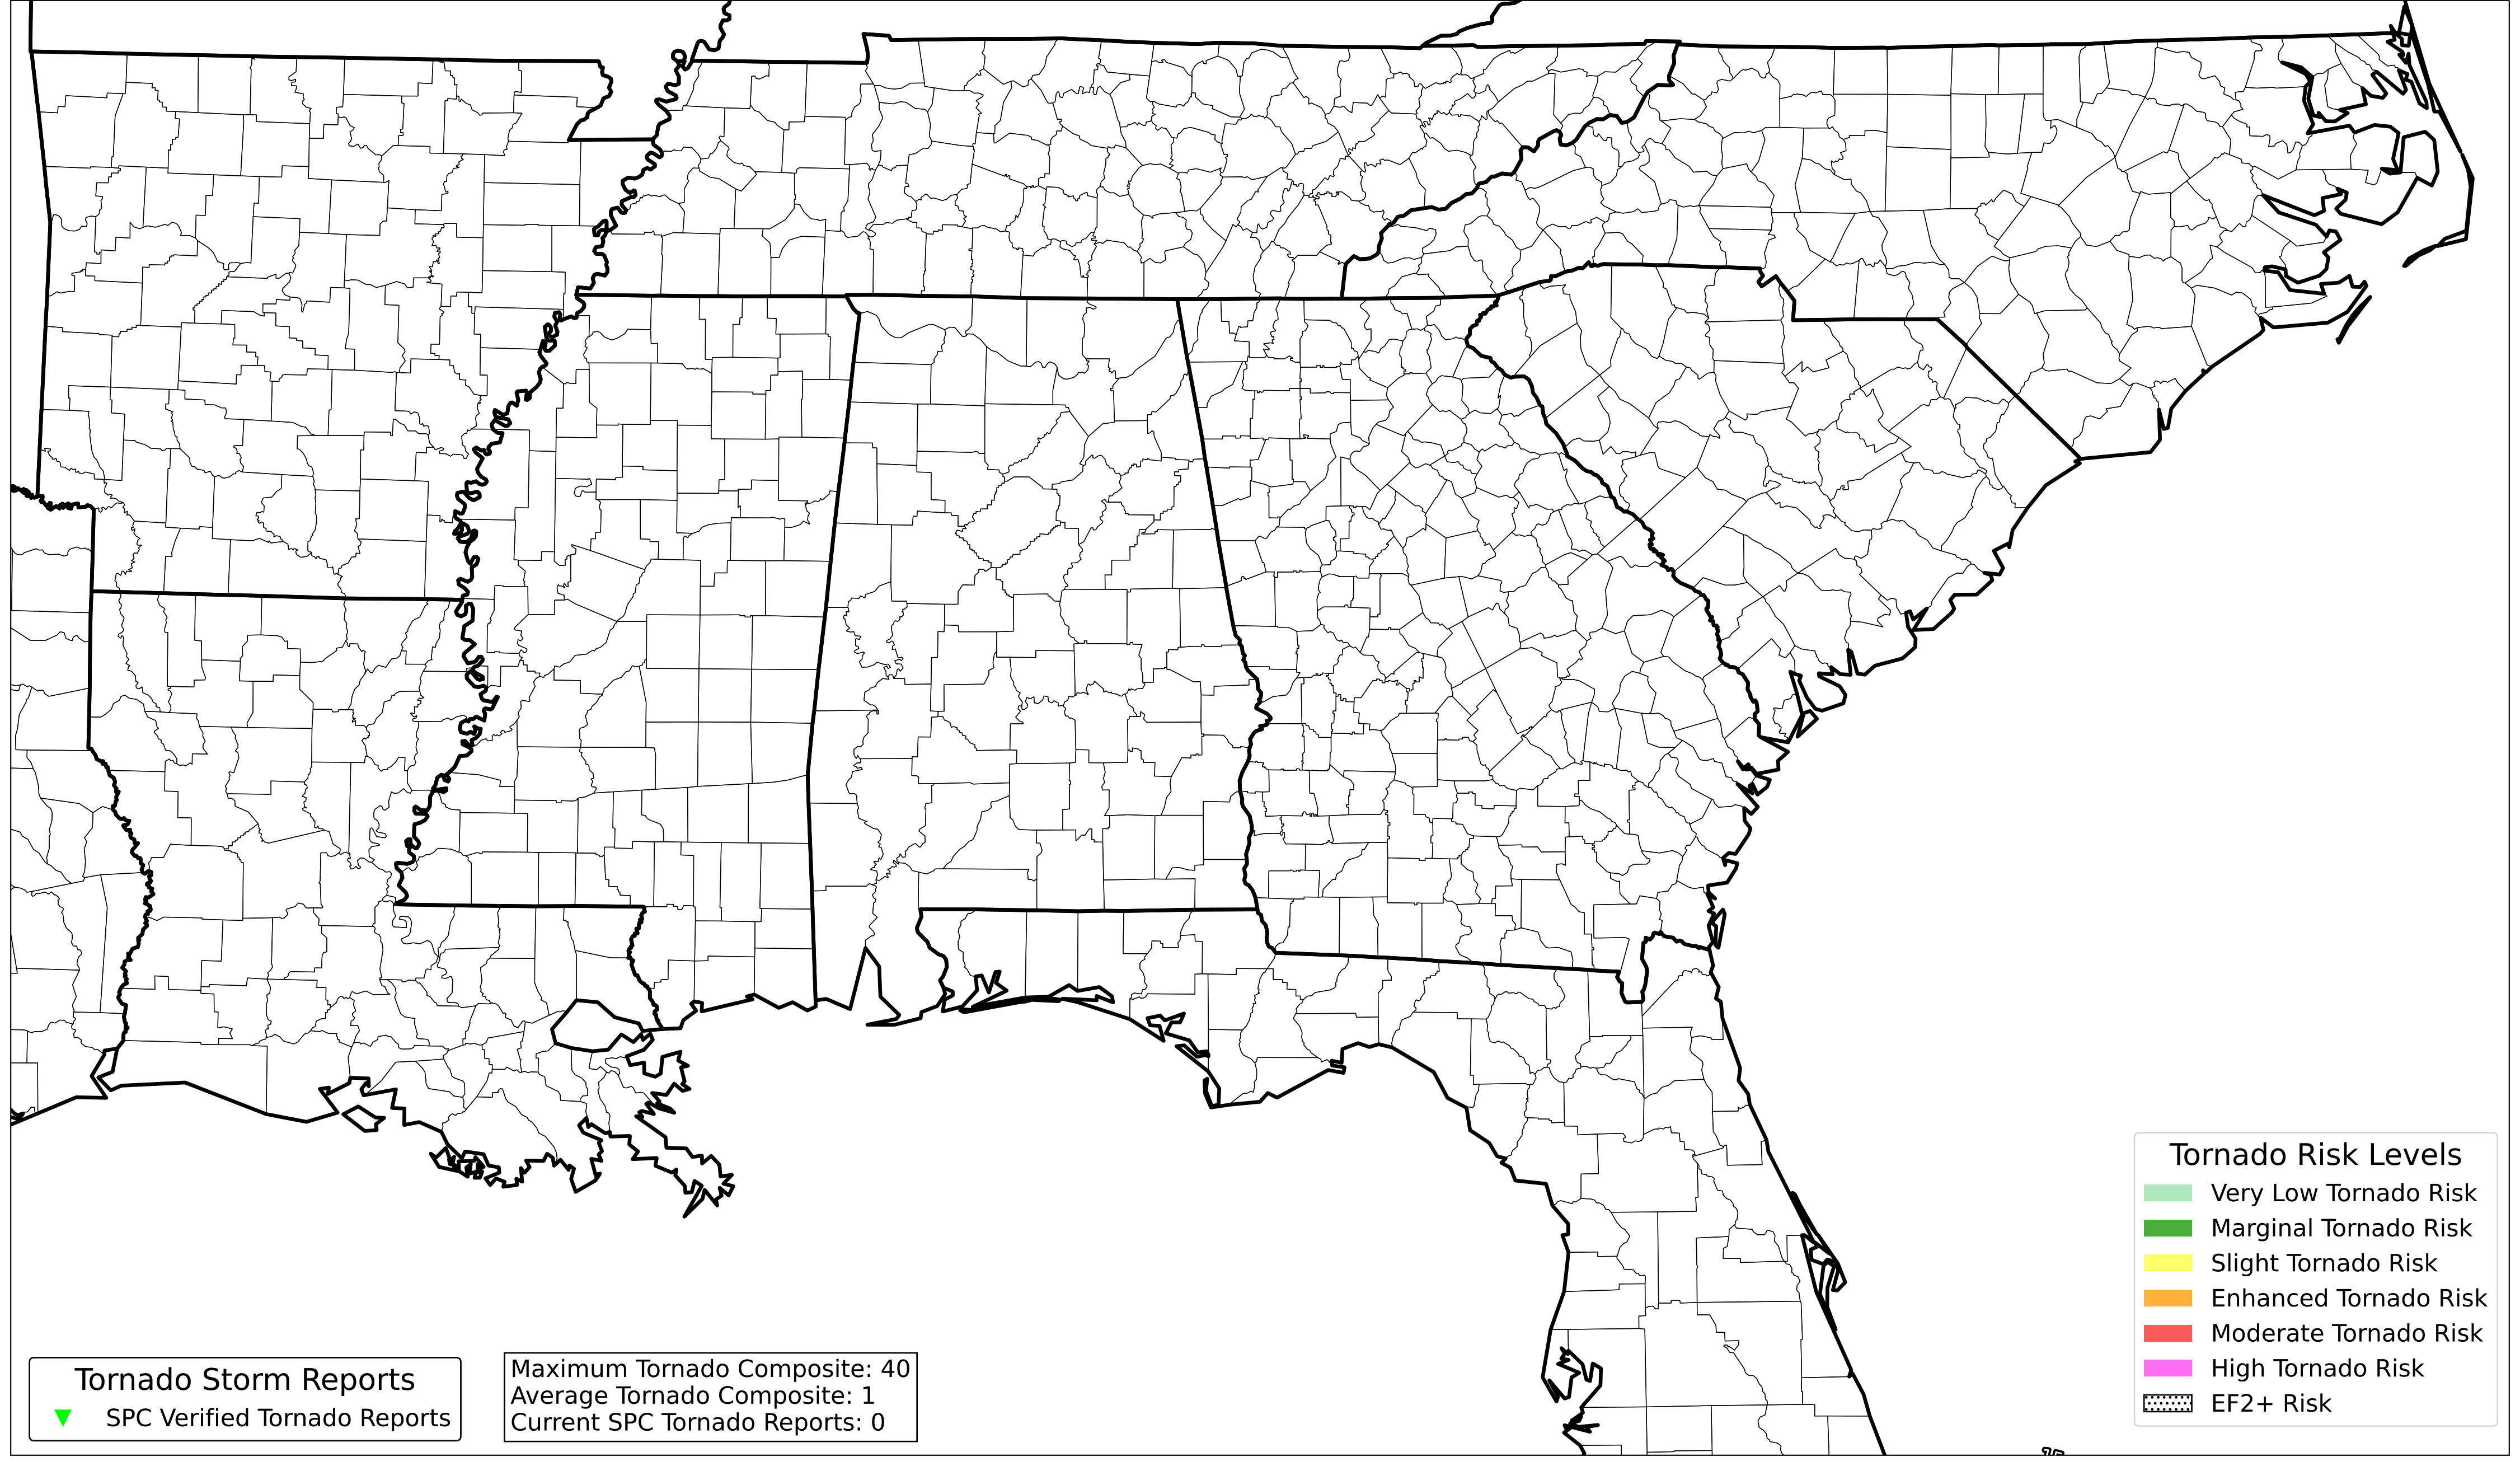 Tornado Risk Levels
Very Low Tornado Risk
Marginal Tornado Risk
Slight Tornado Risk
Enhanced Tornado Risk
Moderate Tornado Risk
High Tornado Risk
EF2+ Risk
Tornado Storm Reports
SPC Verified Tornado Reports
Maximum Tornado Composite: 40
Average Tornado Composite: 1
Current SPC Tornado Reports: 0